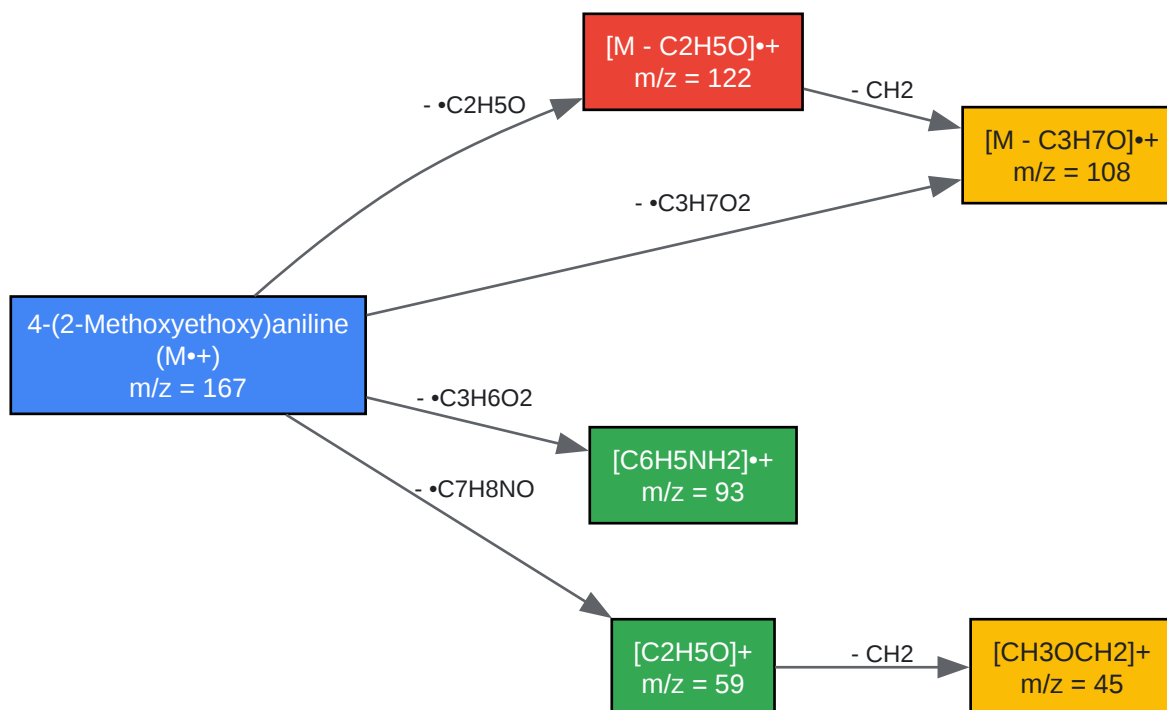 [M - C2H5O]•+
m/z = 122
- •C2H5O
- CH2
[M - C3H7O]•+
m/z = 108
- •C3H7O2
4-(2-Methoxyethoxy)aniline
(M•+)
m/z = 167
- •C3H6O2
[C6H5NH2]•+
m/z = 93
- •C7H8NO
[C2H5O]+
m/z = 59
- CH2
[CH3OCH2]+
m/z = 45